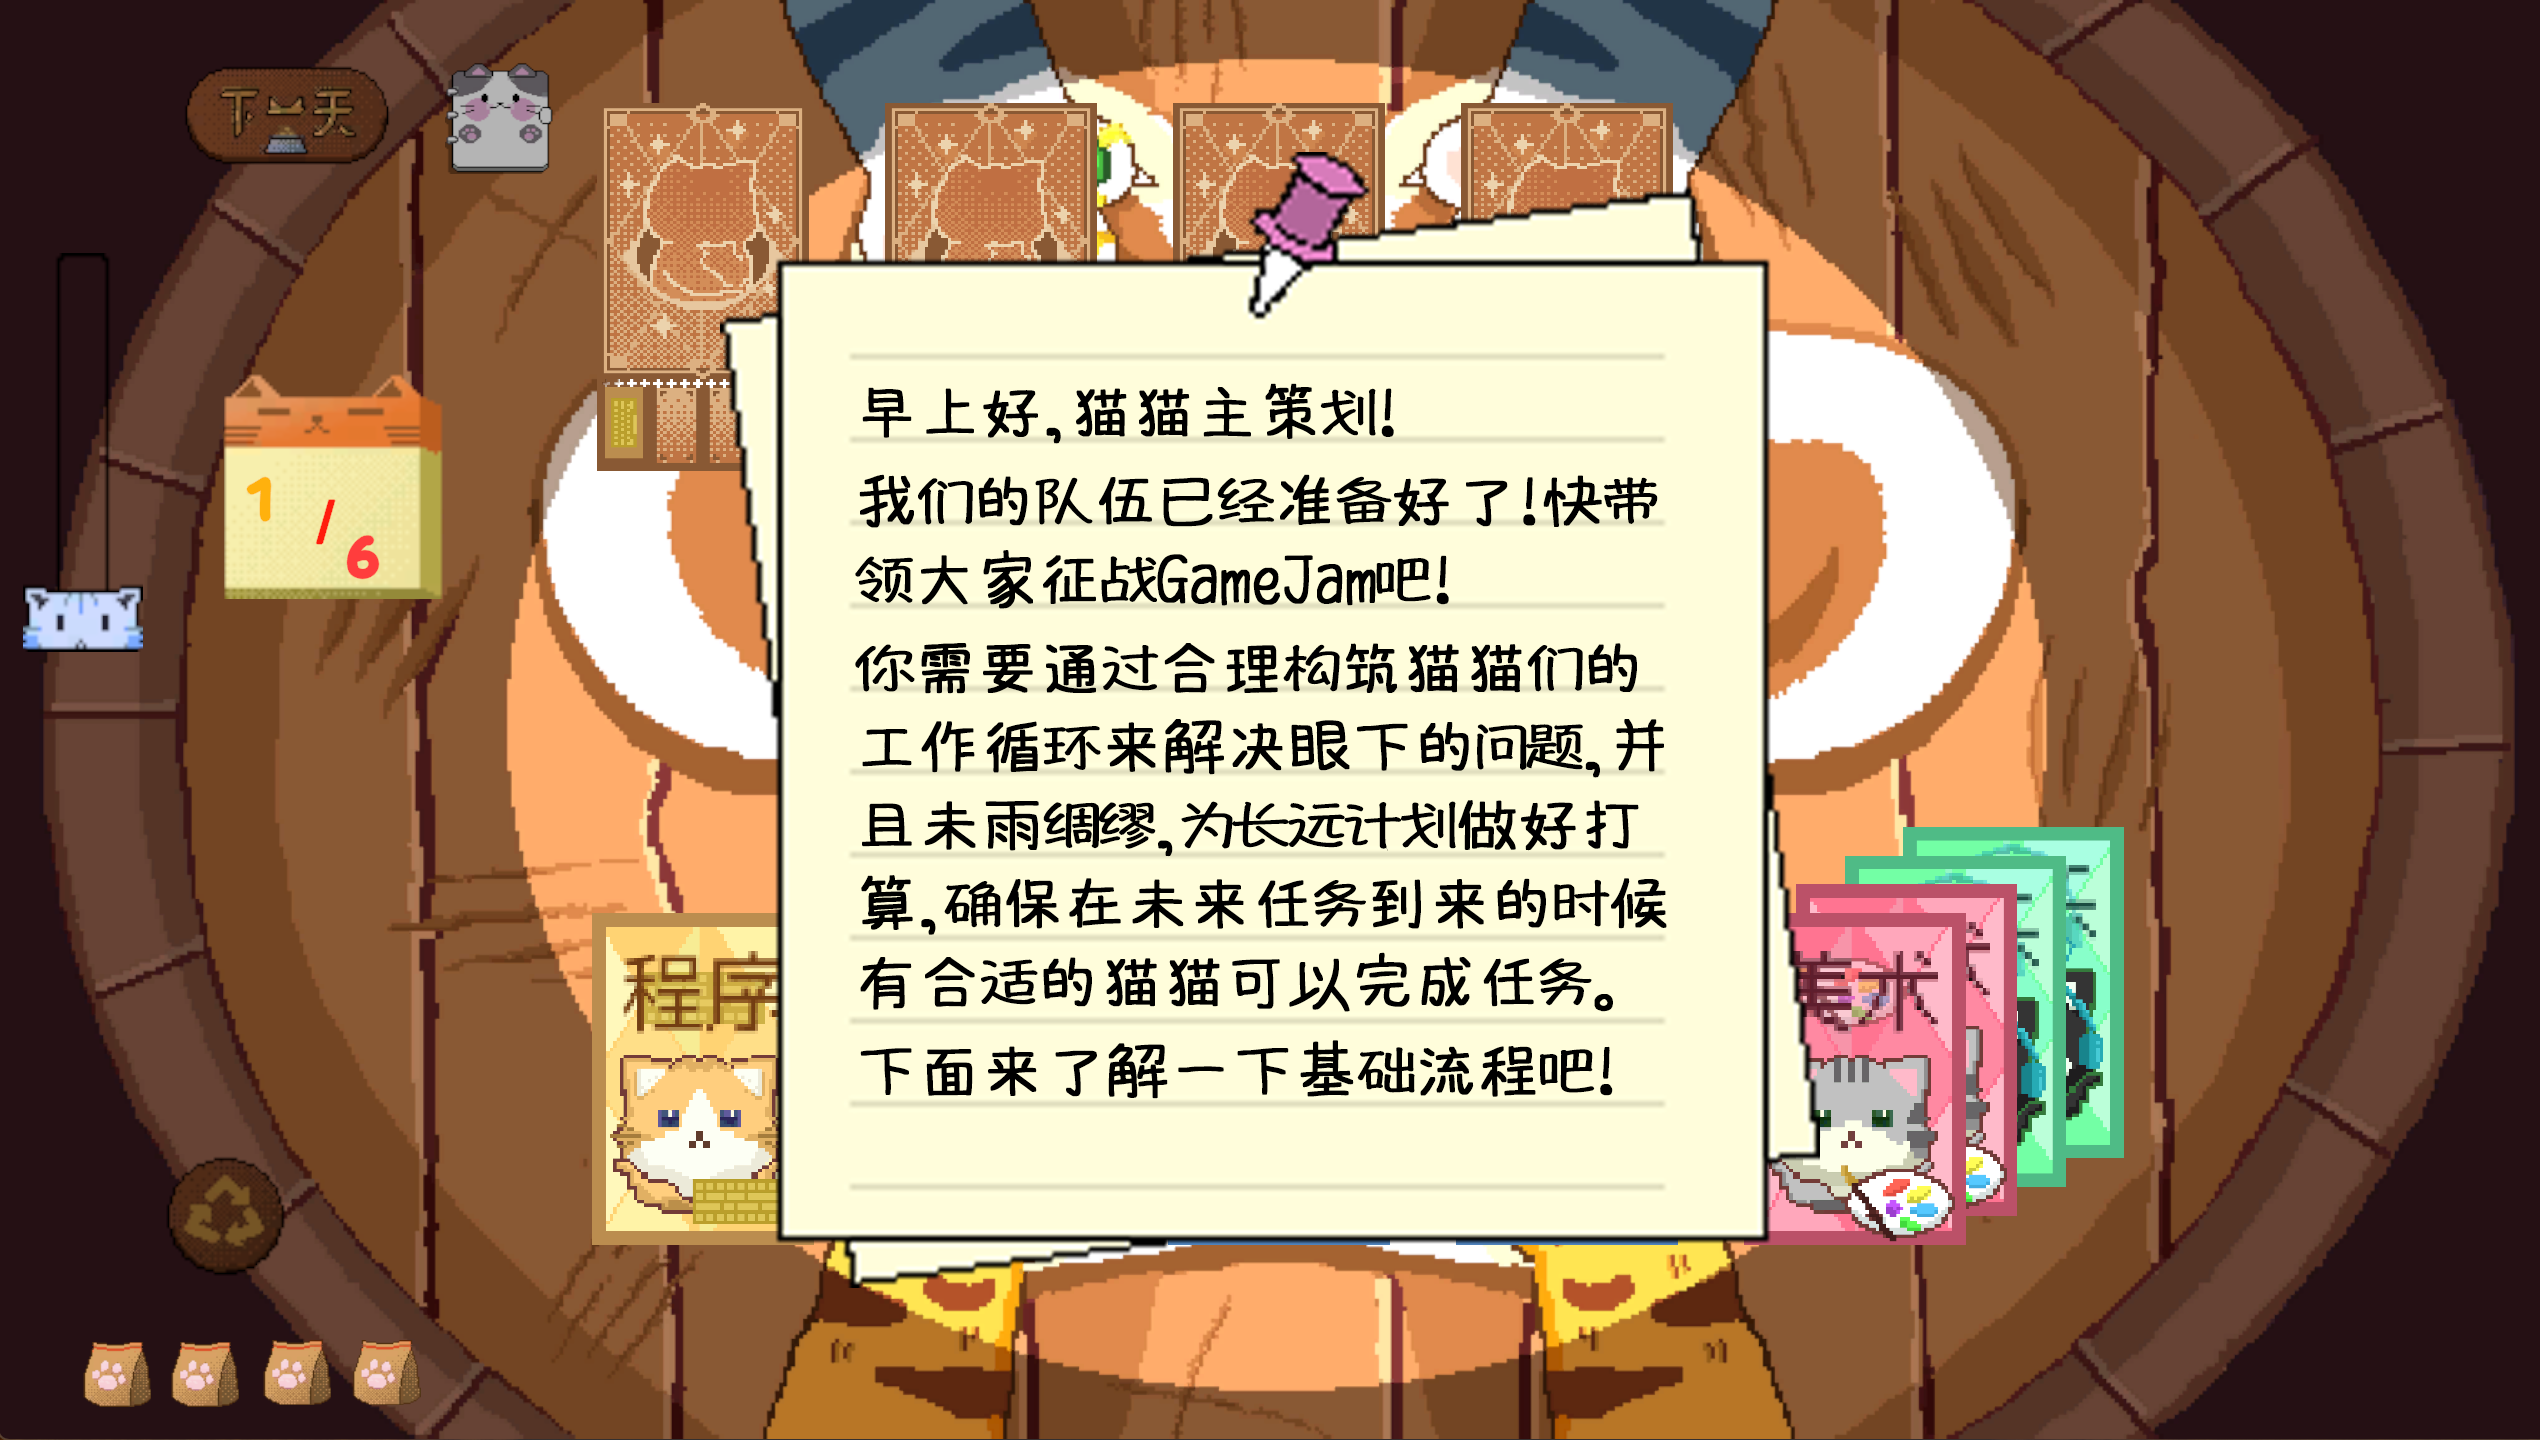 下一天
1
/
6
早上好,猫猫主策划!
我们的队伍已经准备好了!快带
领大家征战GameJam吧!
你需要通过合理构筑猫猫们的
工作循环来解决眼下的问题,并
且未雨绸缪,为长远计划做好打
算,确保在未来任务到来的时候
有合适的猫猫可以完成任务。
下面来了解一下基础流程吧!
程序
美术